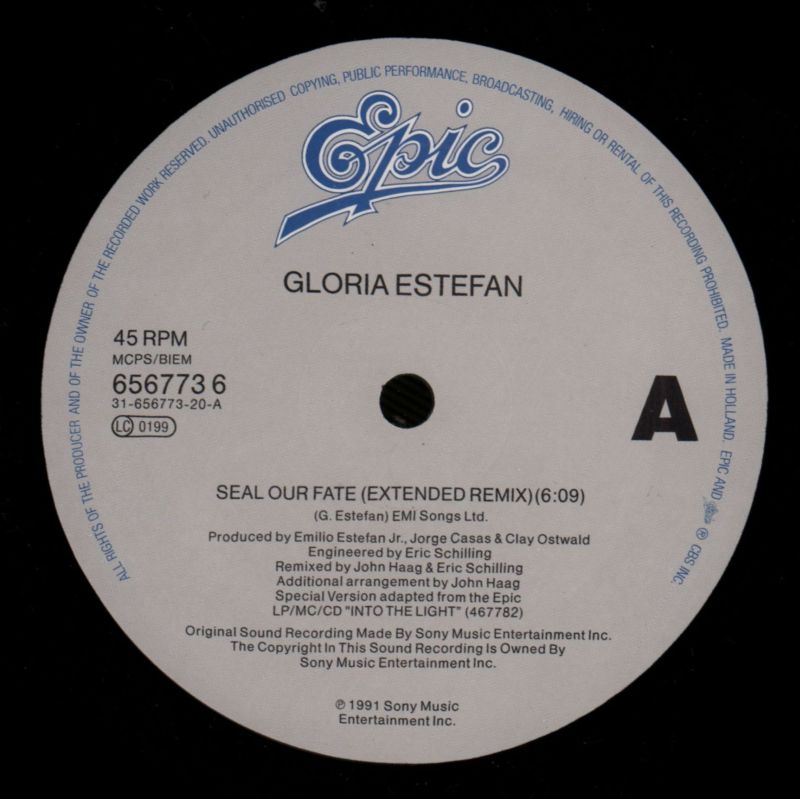 ALL RIGHTS OF THE PRODUCER AND OF THE OWNER OF THE RECORDED WORK RESERVED. UNAUTHORISED COPYING, PUBLIC PERFORMANCE, BROADCASTING, HIRING OR RENTAL OF THIS RECORDING PROHIBITED. MADE IN HOLLAND. EPIC AND Epic ℗ CBS INC.
Epic
GLORIA ESTEFAN
45 RPM
MCPS/BIEM
656773 6
31-656773-20-A
LC 0199
A
SEAL OUR FATE (EXTENDED REMIX) (6:09)
(G. Estefan) EMI Songs Ltd.
Produced by Emilio Estefan Jr., Jorge Casas & Clay Ostwald
Engineered by Eric Schilling
Remixed by John Haag & Eric Schilling
Additional arrangement by John Haag
Special Version adapted from the Epic
LP/MC/CD "INTO THE LIGHT" (467782)
Original Sound Recording Made By Sony Music Entertainment Inc.
The Copyright In This Sound Recording Is Owned By
Sony Music Entertainment Inc.
℗ 1991 Sony Music
Entertainment Inc.